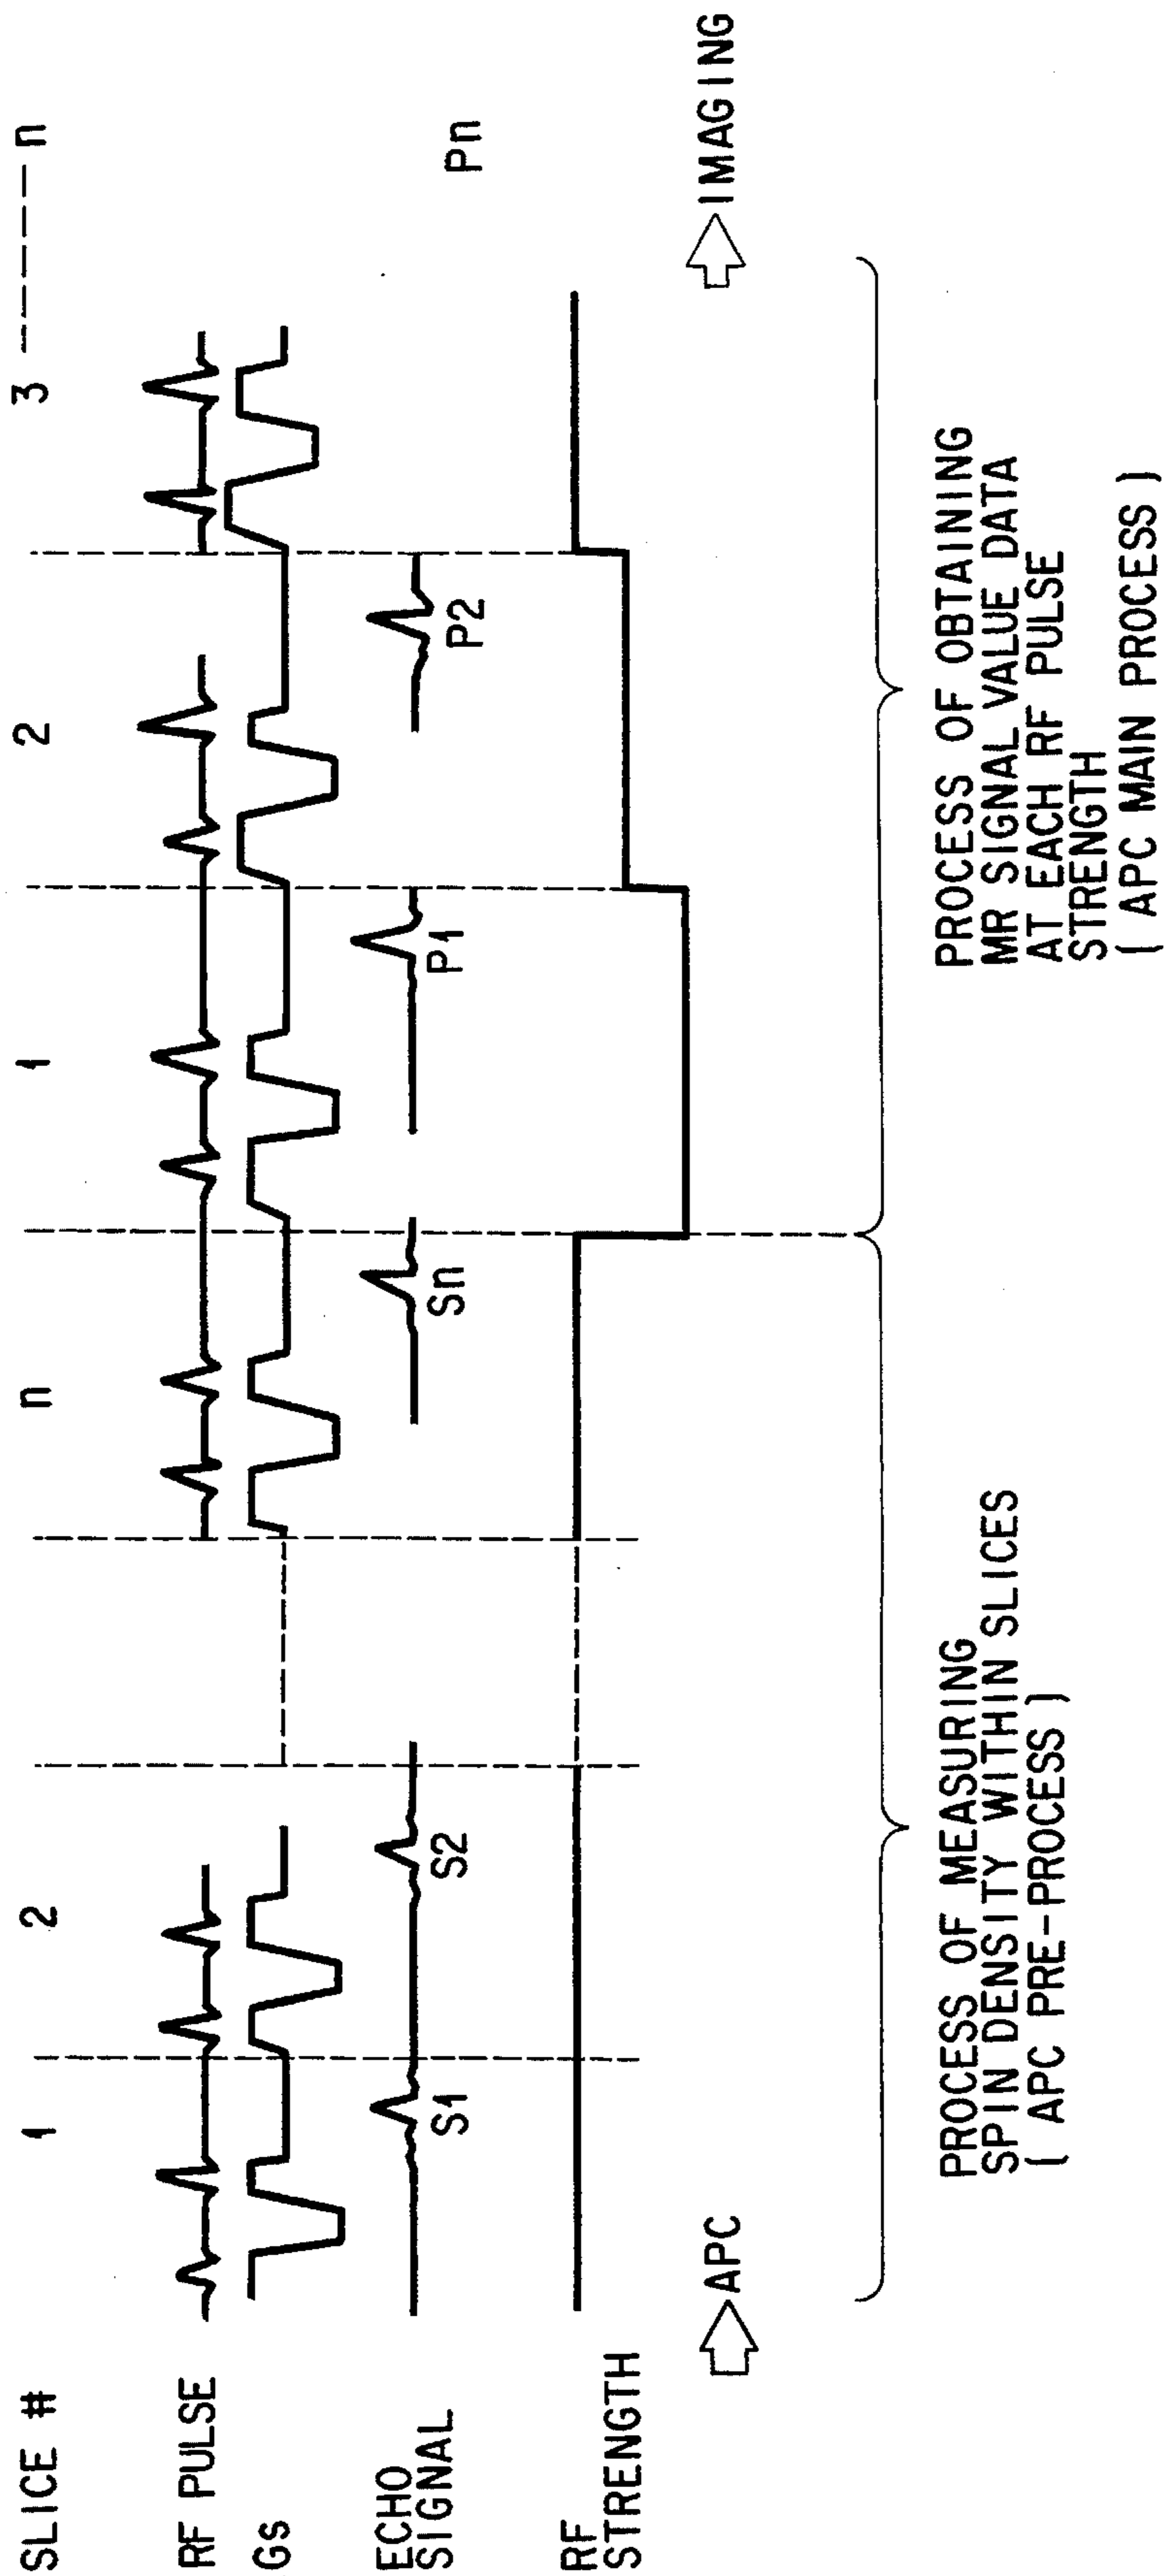 SLICE # 1 2 n 1 2 3 ------ n
RF PULSE
Gs
ECHO
SIGNAL
S1 S2 Sn P1 P2 Pn
RF
STRENGTH
APC
IMAGING
PROCESS OF MEASURING
SPIN DENSITY WITHIN SLICES
( APC PRE-PROCESS )
PROCESS OF OBTAINING
MR SIGNAL VALUE DATA
AT EACH RF PULSE
STRENGTH
( APC MAIN PROCESS )